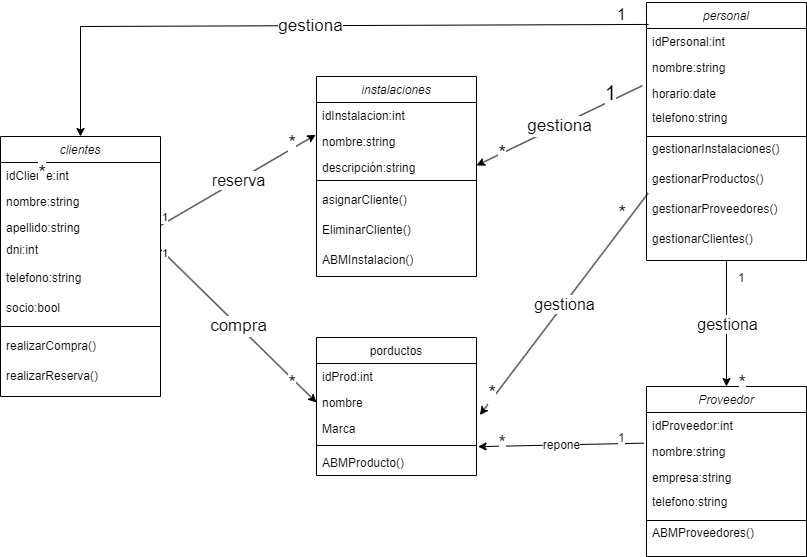 1
personal
gestiona
idPersonal:int
nombre:string
horario:date
telefono:string
gestionarInstalaciones()
gestionarProductos()
gestionarProveedores()
gestionarClientes()
instalaciones
idInstalacion:int
nombre:string
descripción:string
asignarCliente()
EliminarCliente()
ABMInstalacion()
1
gestiona
*
*
reserva
1
clientes
*
idCliente:int
nombre:string
apellido:string
dni:int
telefono:string
socio:bool
realizarCompra()
realizarReserva()
1
compra
*
*
gestiona
*
1
gestiona
*
porductos
idProd:int
nombre
Marca
ABMProducto()
*
repone
1
Proveedor
idProveedor:int
nombre:string
empresa:string
telefono:string
ABMProveedores()